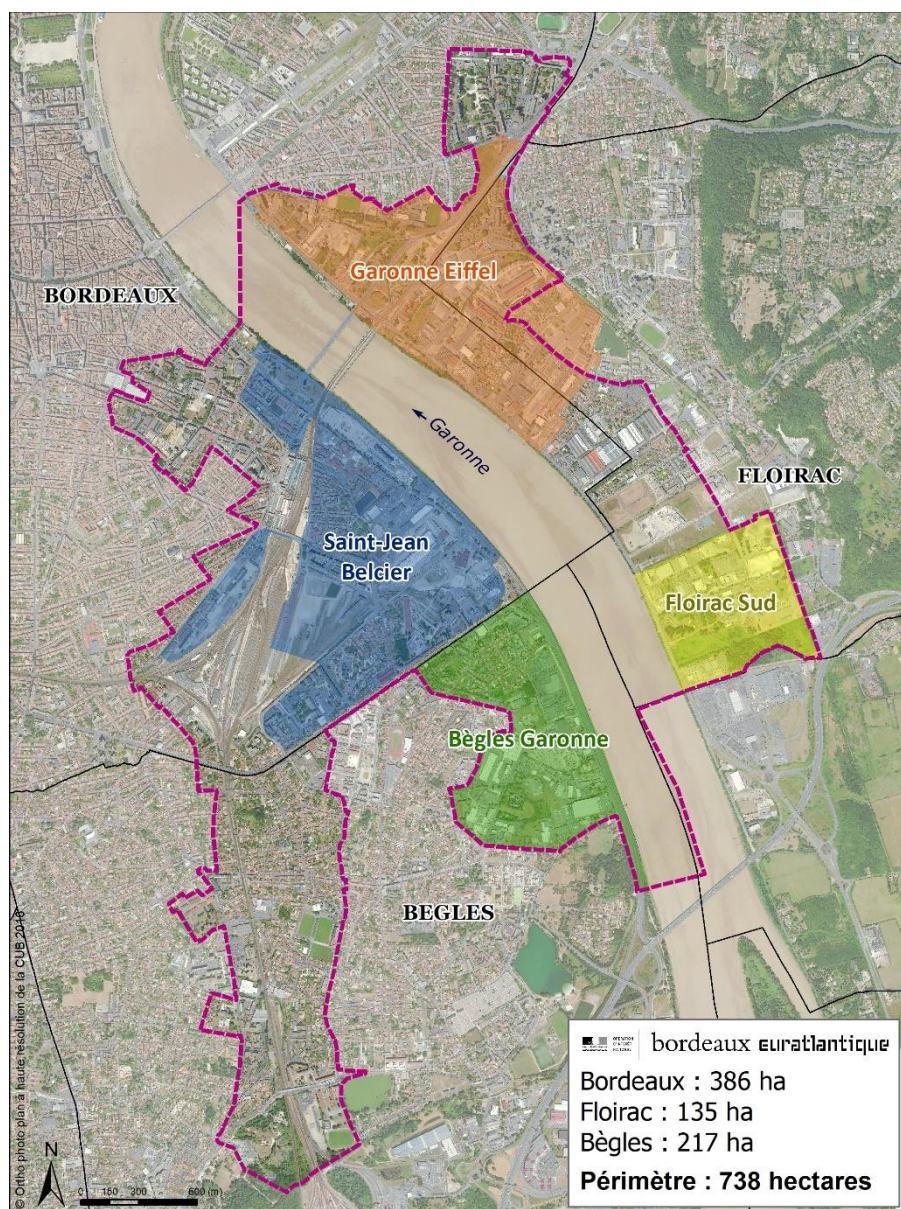 Garonne Eiffel
BORDEAUX
Garonne
FLOIRAC
Saint-Jean
Belcier
Floirac Sud
Bègles Garonne
BEGLES
© Ortho photo plan à haute résolution de la CUB 2016
N
0 150 300 600 (m)
bordeaux euratlantique
Bordeaux : 386 ha
Floirac : 135 ha
Bègles : 217 ha
Périmètre : 738 hectares